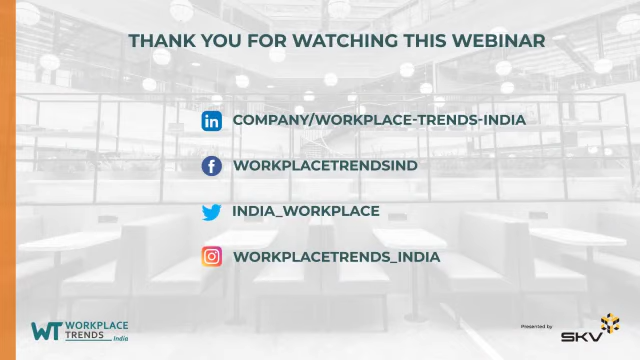 THANK YOU FOR WATCHING THIS WEBINAR
in COMPANY/WORKPLACE-TRENDS-INDIA
f WORKPLACETRENDSIND
INDIA_WORKPLACE
WORKPLACETRENDS_INDIA
WT WORKPLACE
TRENDS
India
Presented by
SKV